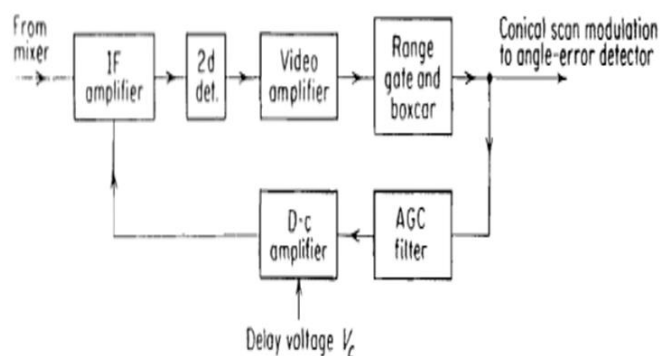 From
mixer
IF
amplifier
2d
det.
Video
amplifier
Range
gate and
boxcar
Conical scan modulation
to angle-error detector
D-c
amplifier
AGC
filter
Delay voltage Vc